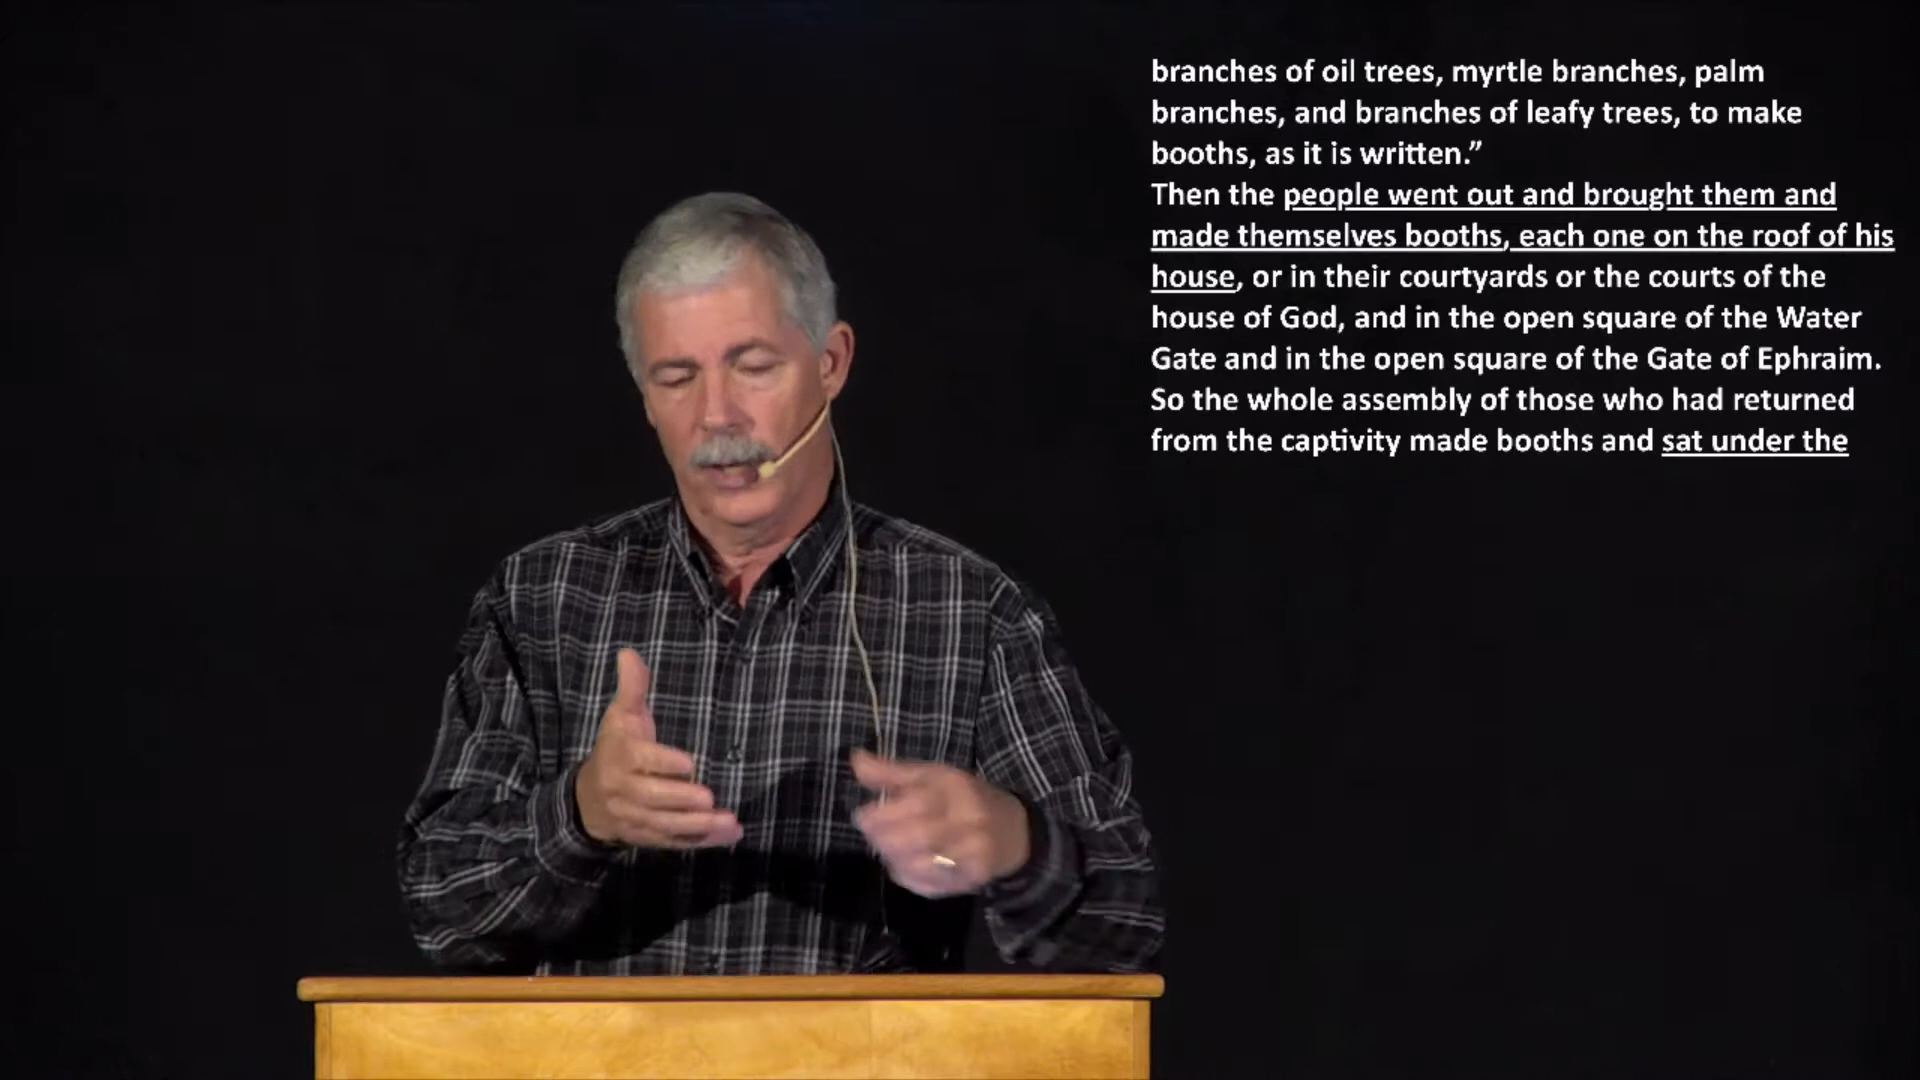 branches of oil trees, myrtle branches, palm
branches, and branches of leafy trees, to make
booths, as it is written.”
Then the people went out and brought them and
made themselves booths, each one on the roof of his
house, or in their courtyards or the courts of the
house of God, and in the open square of the Water
Gate and in the open square of the Gate of Ephraim.
So the whole assembly of those who had returned
from the captivity made booths and sat under the